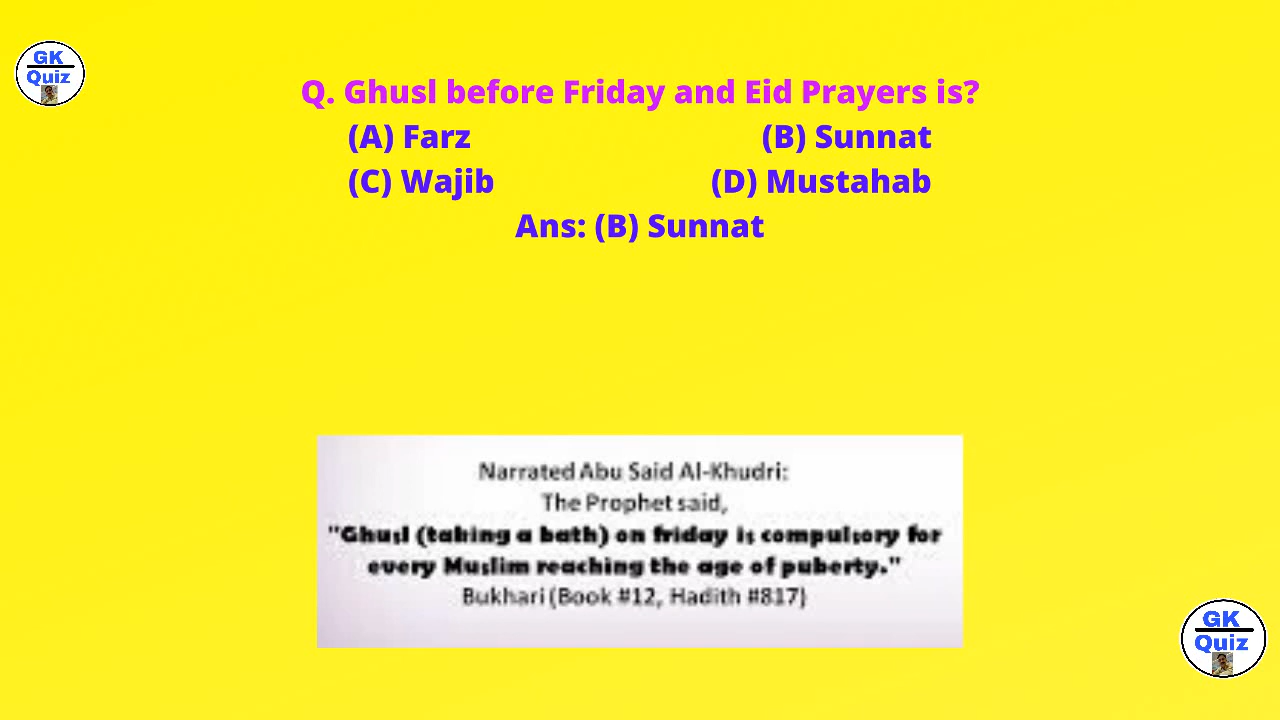 GK
Quiz
Q. Ghusl before Friday and Eid Prayers is?
(A) Farz (B) Sunnat
(C) Wajib (D) Mustahab
Ans: (B) Sunnat
Narrated Abu Said Al-Khudri:
The Prophet said,
"Ghusl (taking a bath) on friday is compulsory for
every Muslim reaching the age of puberty."
Bukhari (Book #12, Hadith #817)
GK
Quiz